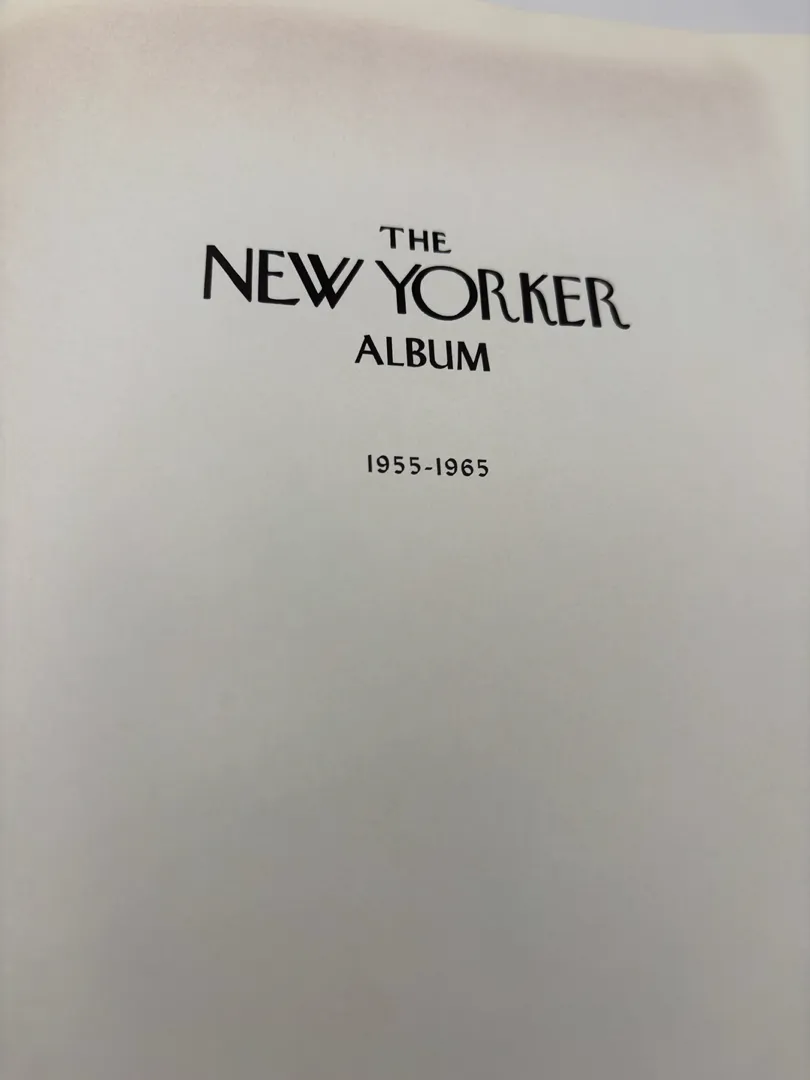 THE
NEW YORKER
ALBUM
1955-1965